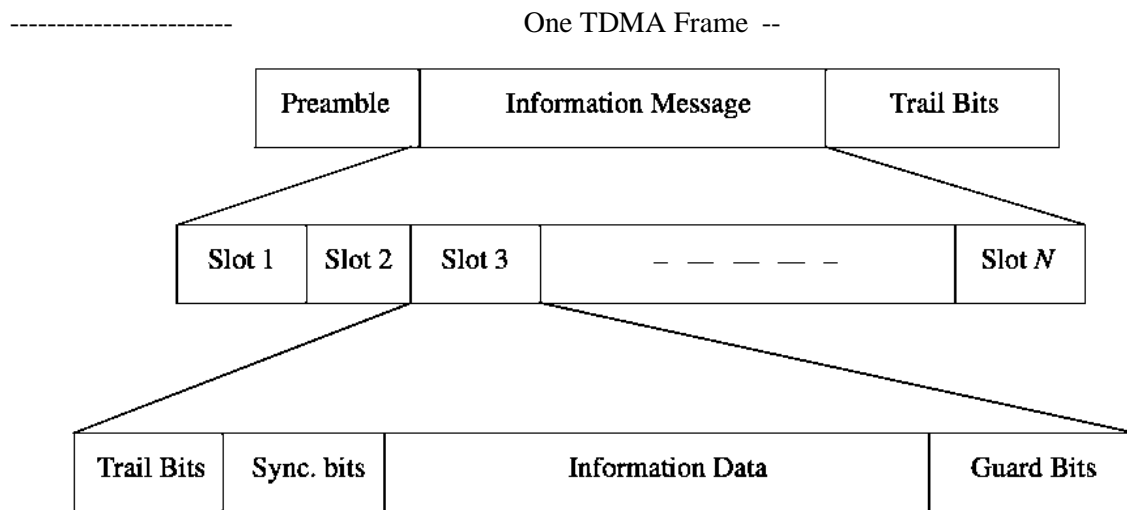 ------------------------ One TDMA Frame --
Preamble Information Message Trail Bits
Slot 1 Slot 2 Slot 3 – — — — – Slot N
Trail Bits Sync. bits Information Data Guard Bits